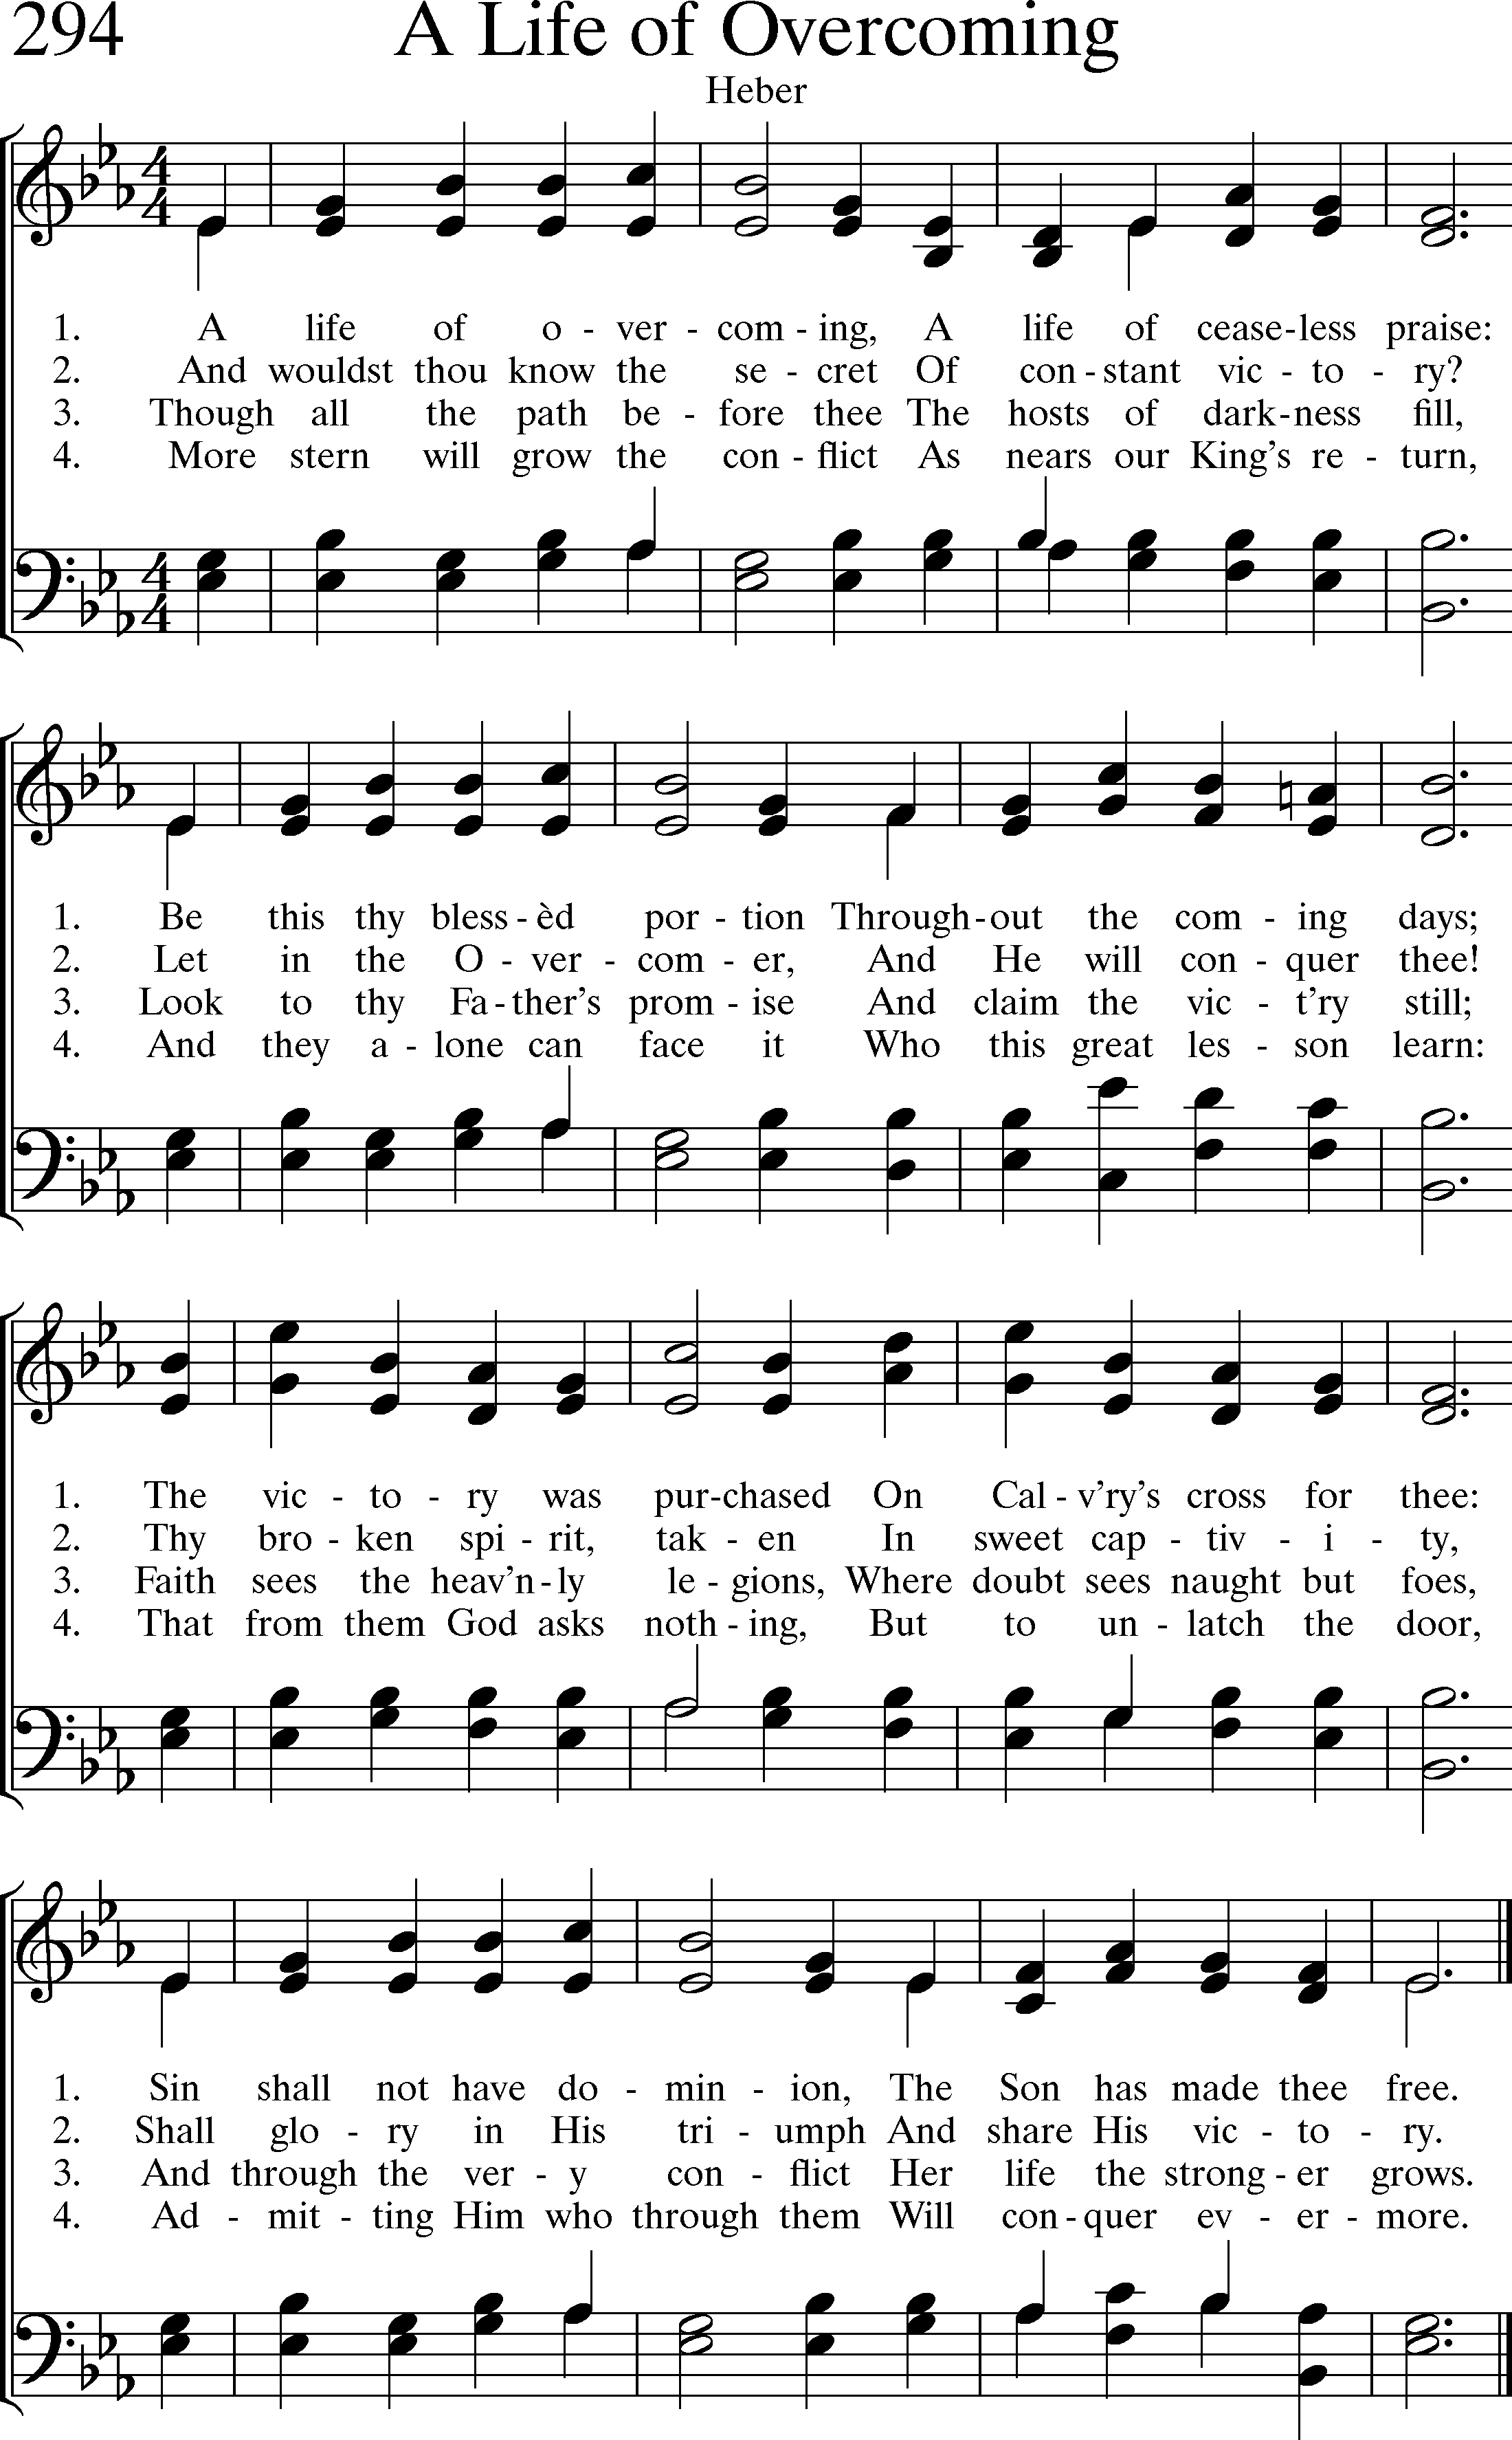 294 A Life of Overcoming
Heber
4
4
1. A life of o - ver - com - ing, A life of cease - less praise:
2. And wouldst thou know the se - cret Of con - stant vic - to - ry?
3. Though all the path be - fore thee The hosts of dark - ness fill,
4. More stern will grow the con - flict As nears our King’s re - turn,
4
4
1. Be this thy bless - èd por - tion Through - out the com - ing days;
2. Let in the O - ver - com - er, And He will con - quer thee!
3. Look to thy Fa - ther’s prom - ise And claim the vic - t’ry still;
4. And they a - lone can face it Who this great les - son learn:
1. The vic - to - ry was pur - chased On Cal - v’ry’s cross for thee:
2. Thy bro - ken spi - rit, tak - en In sweet cap - tiv - i - ty,
3. Faith sees the heav’n - ly le - gions, Where doubt sees naught but foes,
4. That from them God asks noth - ing, But to un - latch the door,
1. Sin shall not have do - min - ion, The Son has made thee free.
2. Shall glo - ry in His tri - umph And share His vic - to - ry.
3. And through the ver - y con - flict Her life the strong - er grows.
4. Ad - mit - ting Him who through them Will con - quer ev - er - more.